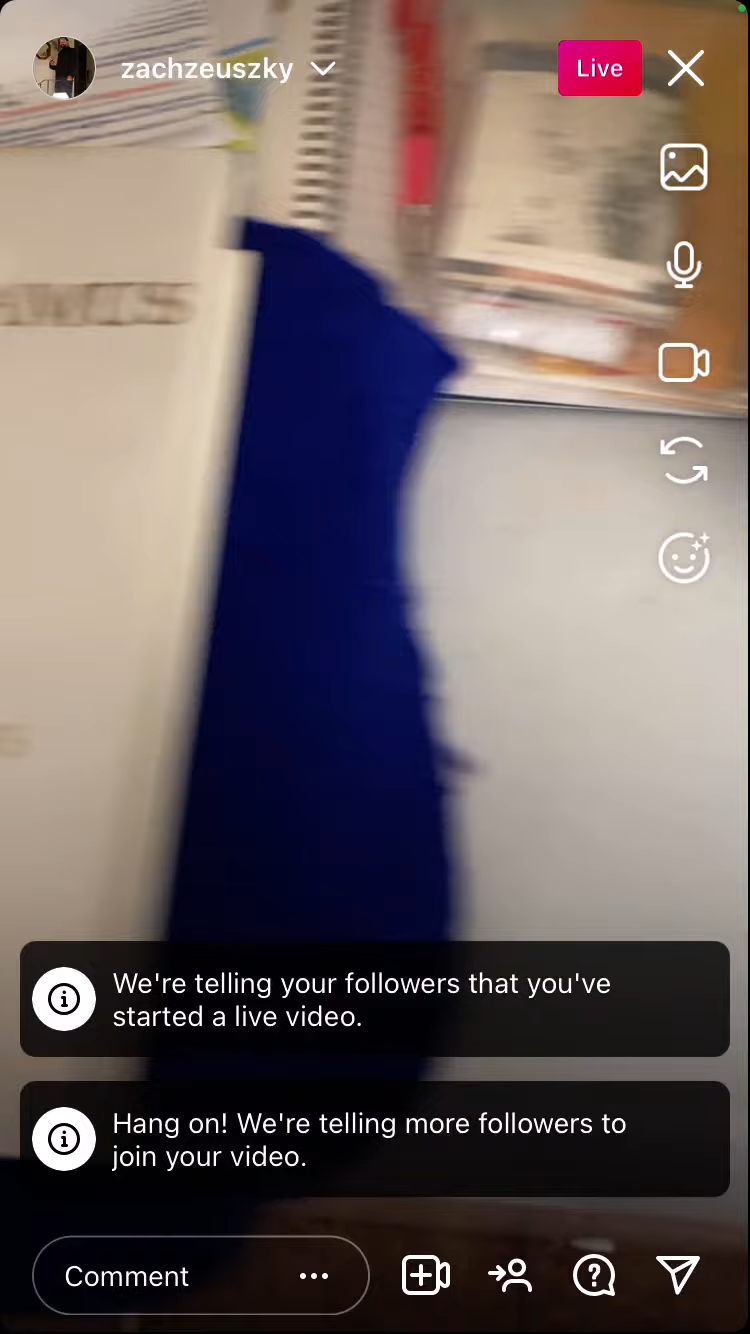 zachzeuszky
Live
We're telling your followers that you've
started a live video.
Hang on! We're telling more followers to
join your video.
Comment